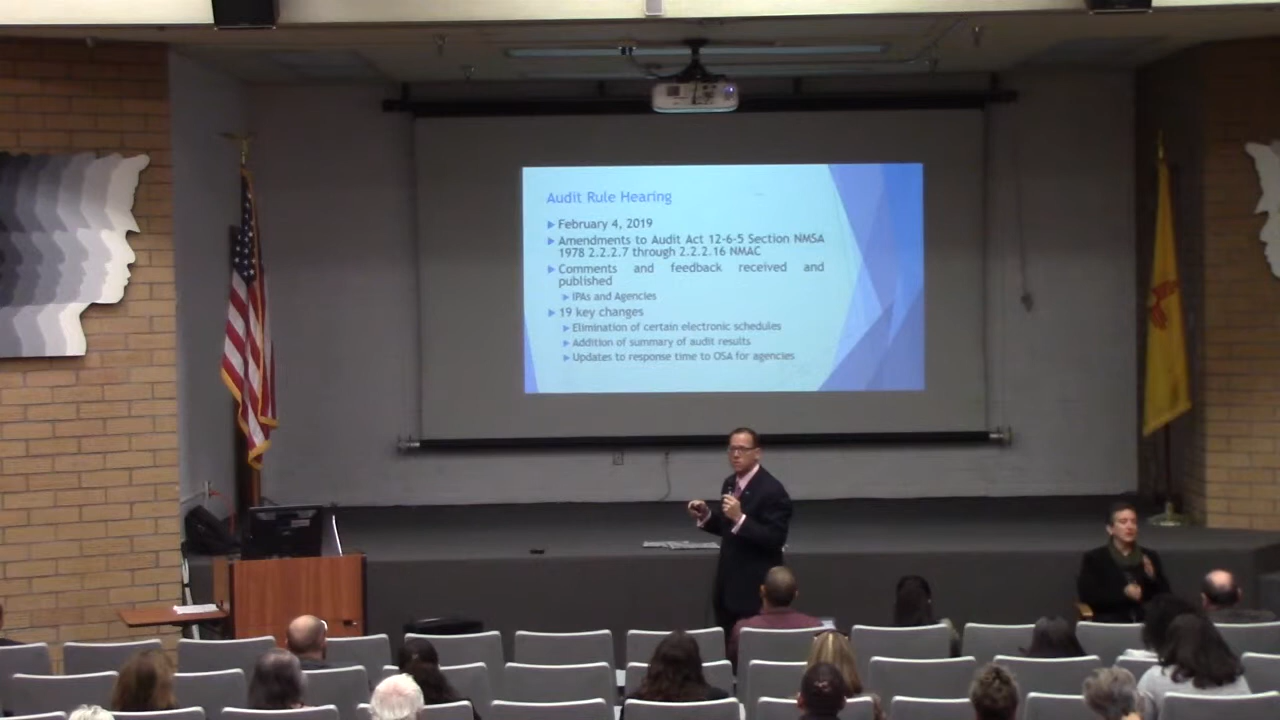 Audit Rule Hearing
February 4, 2019
Amendments to Audit Act 12-6-5 Section NMSA
1978 2.2.2.7 through 2.2.2.16 NMAC
Comments and feedback received and
published
IPAs and Agencies
19 key changes
Elimination of certain electronic schedules
Addition of summary of audit results
Updates to response time to OSA for agencies